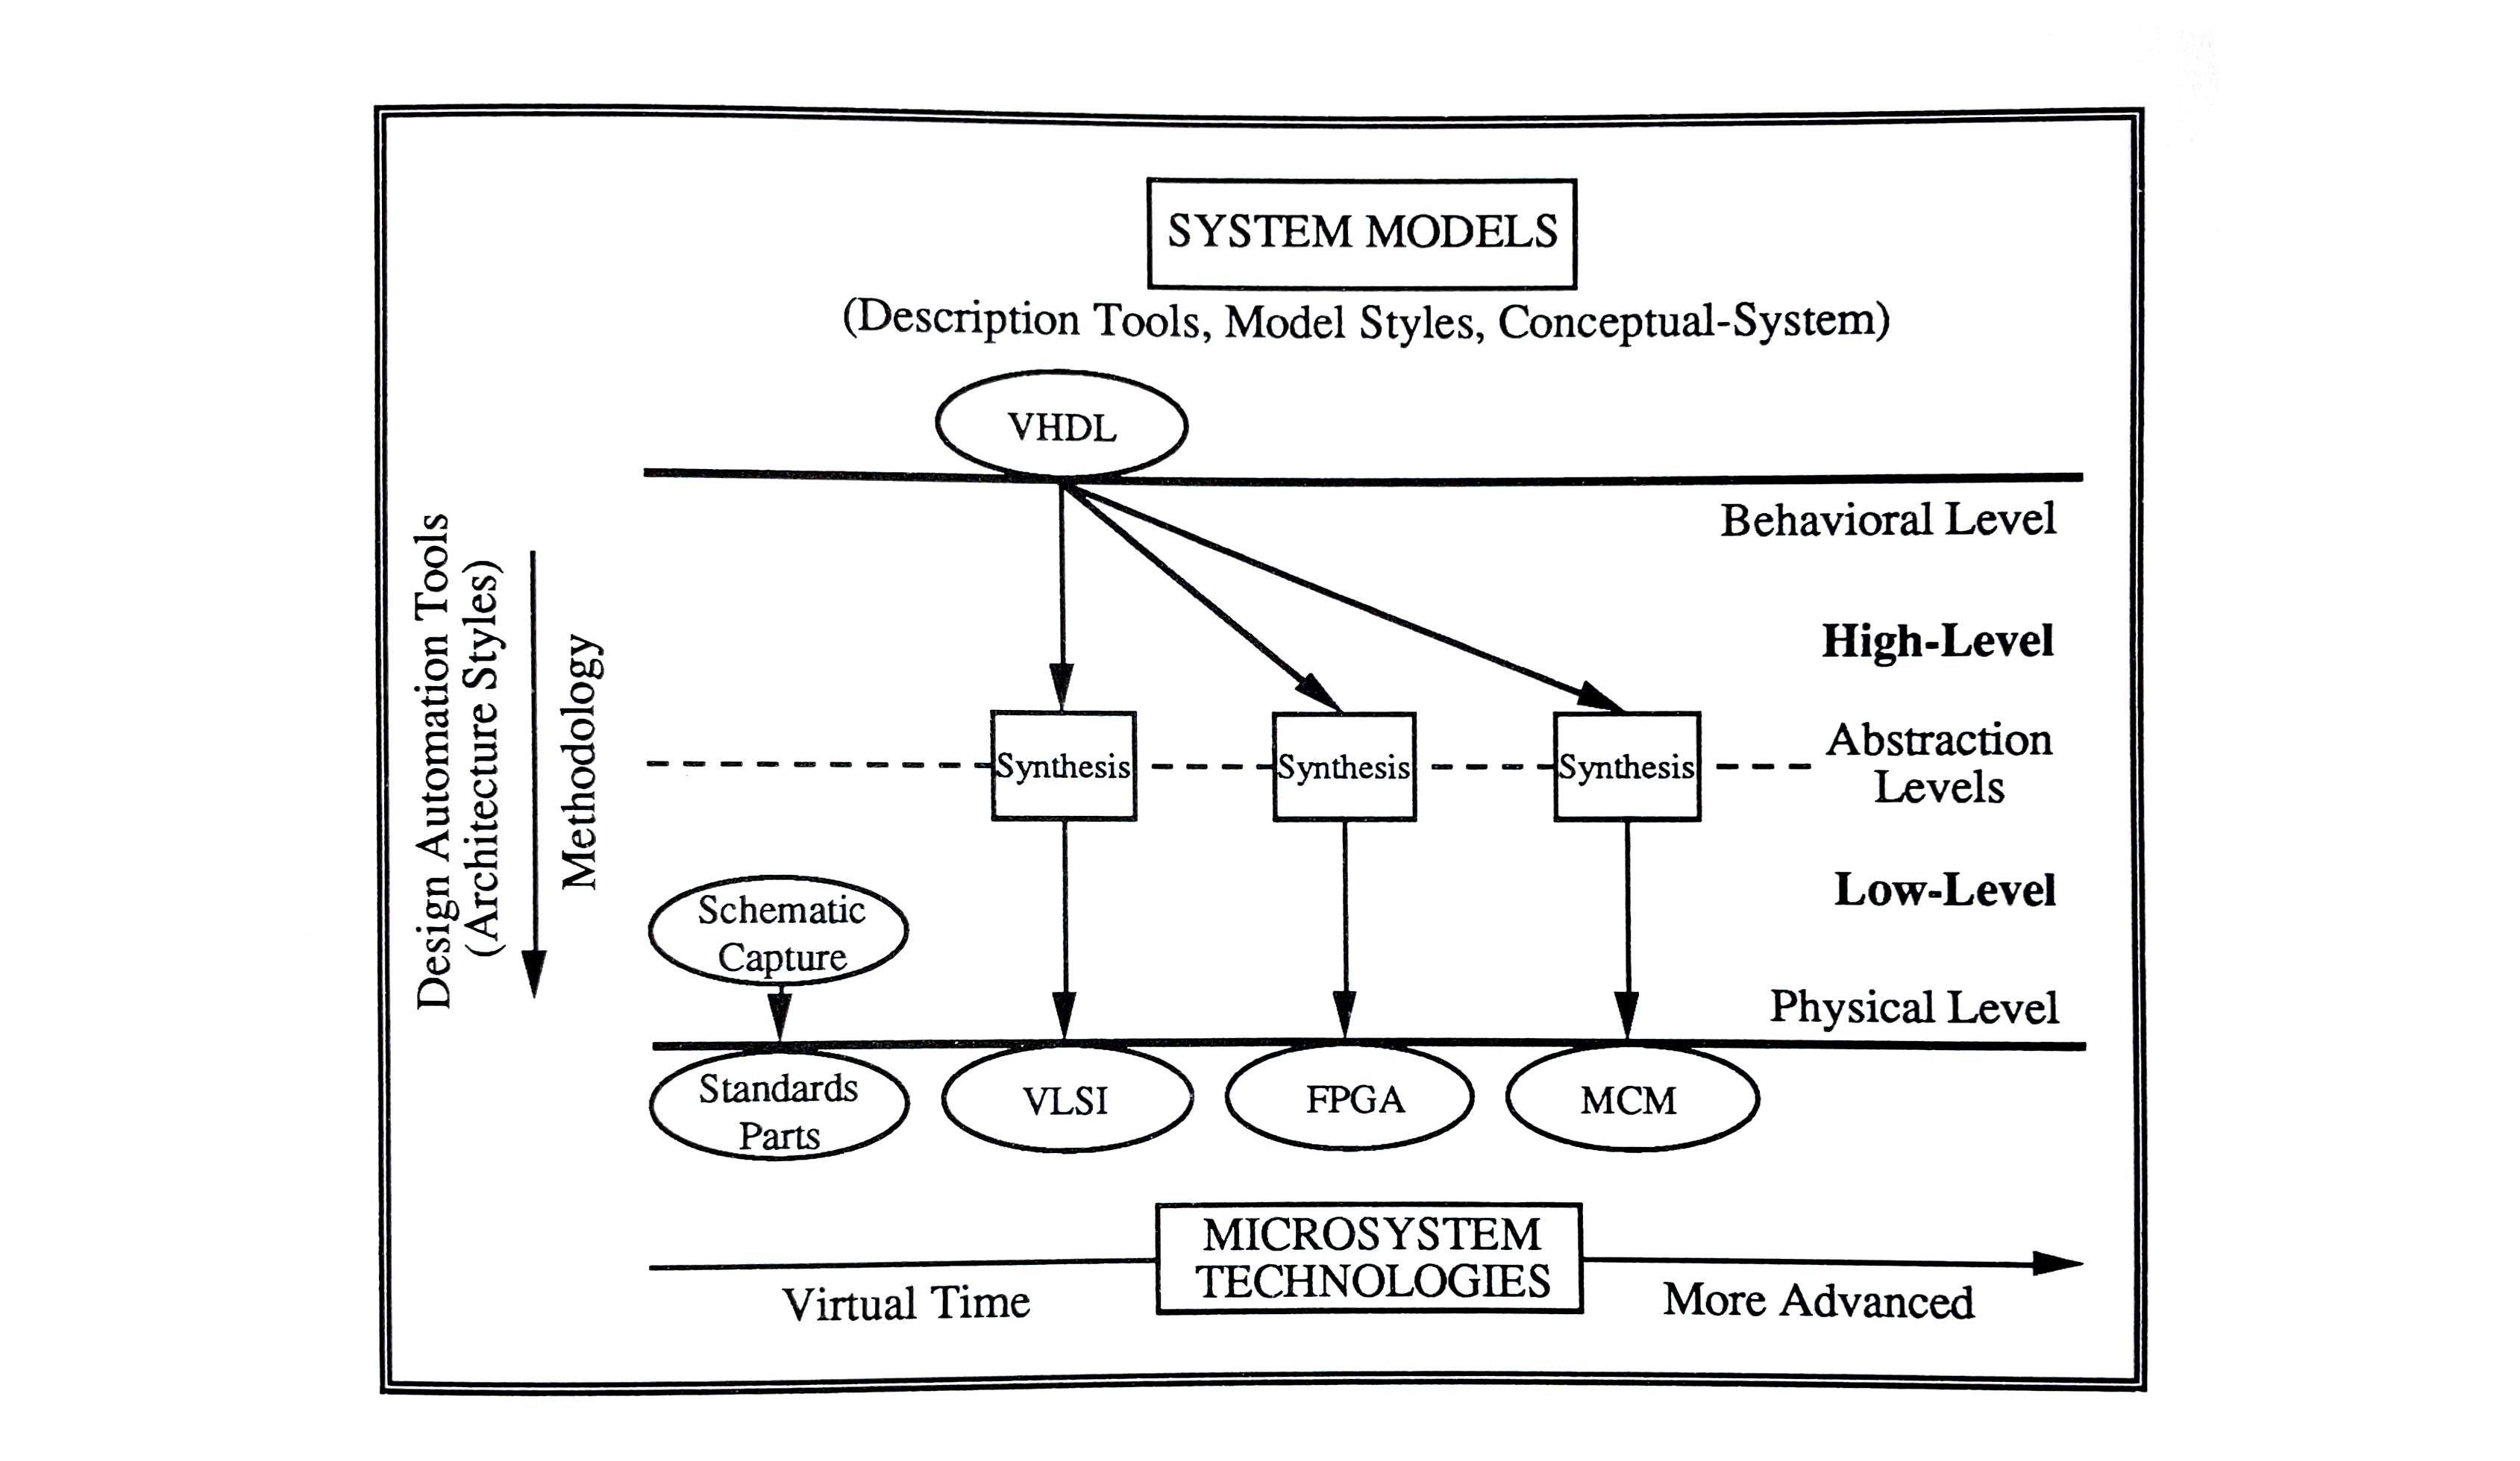 SYSTEM MODELS
(Description Tools, Model Styles, Conceptual-System)
VHDL
Behavioral Level
High-Level
Design Automation Tools
(Architecture Styles)
Methodology
Synthesis
Synthesis
Synthesis
Abstraction
Levels
Low-Level
Schematic
Capture
Physical Level
Standards
Parts
VLSI
FPGA
MCM
MICROSYSTEM
TECHNOLOGIES
Virtual Time
More Advanced